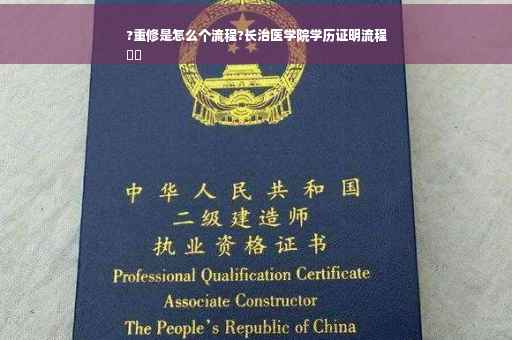 ?重修是怎么个流程?长治医学院学历证明流程
中华人民共和国
二级建造师
执业资格证书
Professional Qualification Certificate
Associate Constructor
The People's Republic of China